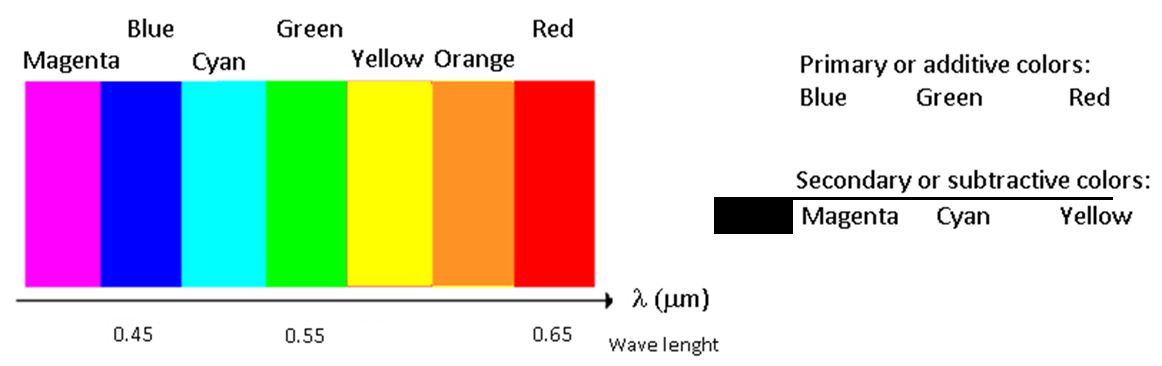 Blue Green Red
Magenta Cyan Yellow Orange
Primary or additive colors:
Blue Green Red
Secondary or subtractive colors:
Magenta Cyan Yellow
λ (μm)
0.45 0.55 0.65
Wave lenght